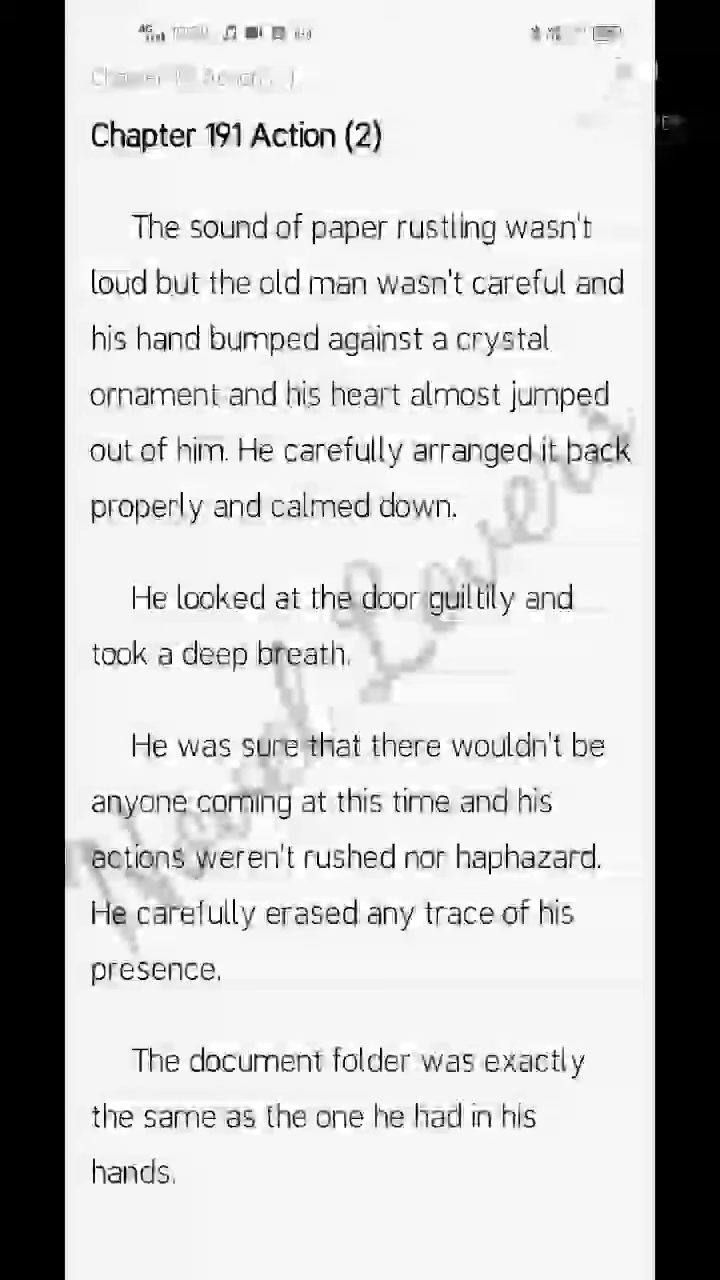 Chapter 191 Action (2)
The sound of paper rustling wasn't
loud but the old man wasn't careful and
his hand bumped against a crystal
ornament and his heart almost jumped
out of him. He carefully arranged it back
properly and calmed down.
He looked at the door guiltily and
took a deep breath.
He was sure that there wouldn't be
anyone coming at this time and his
actions weren't rushed nor haphazard.
He carefully erased any trace of his
presence.
The document folder was exactly
the same as the one he had in his
hands.
Novel Lovers